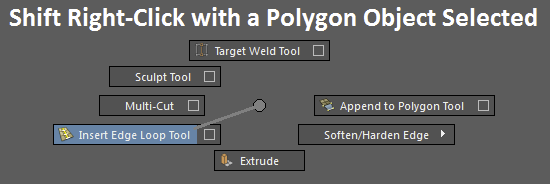 Shift Right-Click with a Polygon Object Selected
Target Weld Tool
Sculpt Tool
Multi-Cut
Append to Polygon Tool
Insert Edge Loop Tool
Soften/Harden Edge
Extrude